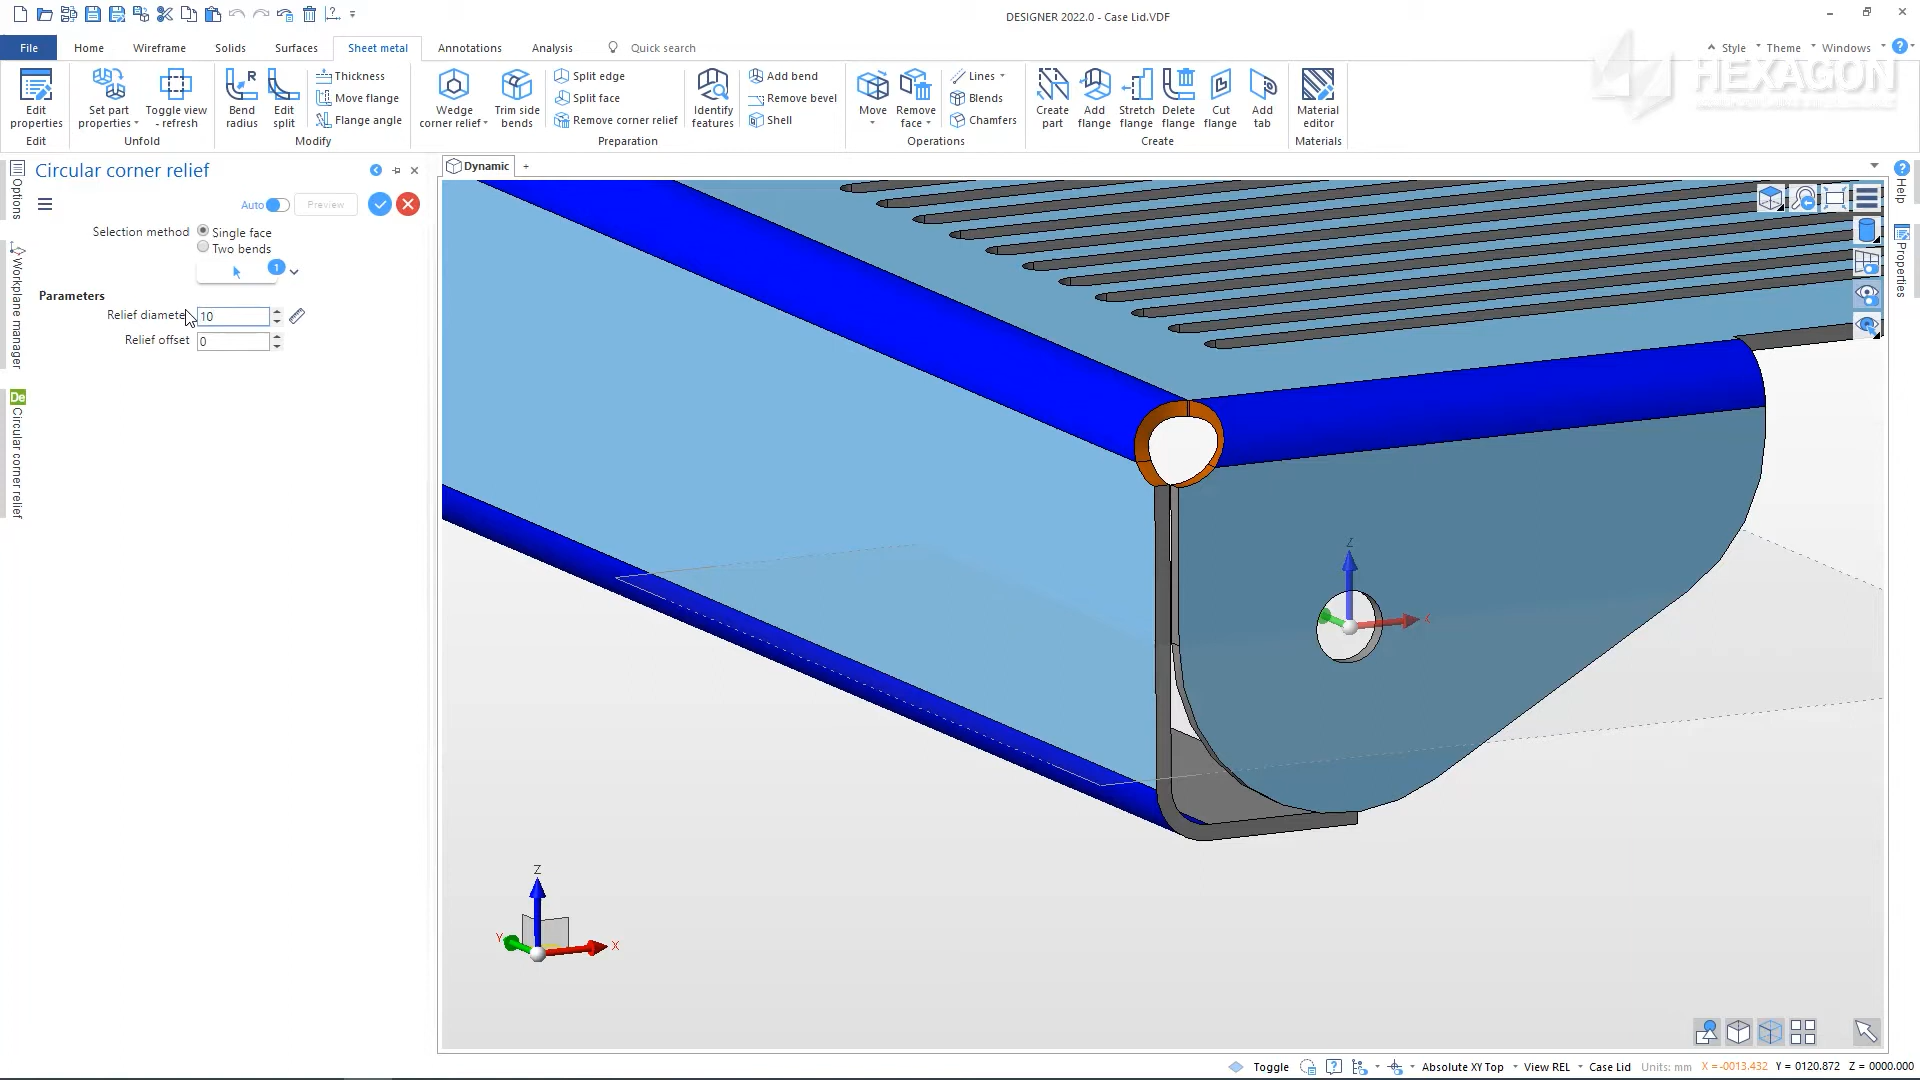 DESIGNER 2022.0 - Case Lid.VDF
File
Home
Wireframe
Solids
Surfaces
Sheet metal
Annotations
Analysis
Quick search
Style
Theme
Windows
HEXAGON
Edit properties
Edit
Set part properties
Toggle view - refresh
Unfold
Bend radius
Edit split
Thickness
Move flange
Flange angle
Modify
Wedge corner relief
Trim side bends
Split edge
Split face
Remove corner relief
Identify features
Add bend
Remove bevel
Shell
Preparation
Move
Remove face
Lines
Blends
Chamfers
Operations
Create part
Add flange
Stretch flange
Delete flange
Cut flange
Add tab
Create
Material editor
Materials
Options
Workplane manager
De Circular corner relief
Circular corner relief
Auto
Preview
Selection method
Single face
Two bends
1
Parameters
Relief diamete
10
Relief offset
0
Dynamic
+
Help
Properties
Z
Z
Y
X
Toggle
Absolute XY Top
View REL
Case Lid
Units: mm
X = -0013.432
Y = 0120.872
Z = 0000.000